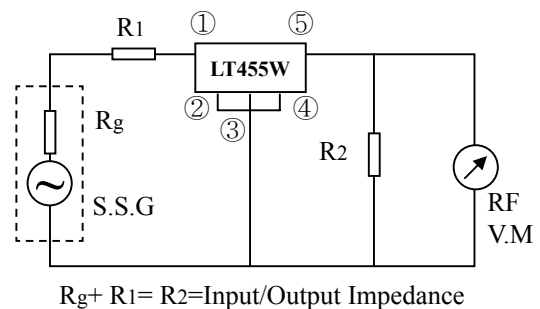 R1 ① ⑤
LT455W
② ③ ④
Rg
R2
S.S.G
RF
V.M
Rg+ R1= R2=Input/Output Impedance